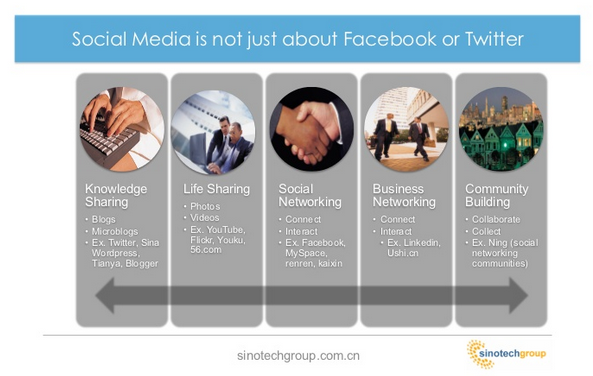 Social Media is not just about Facebook or Twitter
Knowledge
Sharing
• Blogs
• Microblogs
• Ex. Twitter, Sina
Wordpress,
Tianya, Blogger
Life Sharing
• Photos
• Videos
• Ex. YouTube,
Flickr, Youku,
56.com
Social
Networking
• Connect
• Interact
• Ex. Facebook,
MySpace,
renren, kaixin
Business
Networking
• Connect
• Interact
• Ex. Linkedin,
Ushi.cn
Community
Building
• Collaborate
• Collect
• Ex. Ning (social
networking
communities)
sinotechgroup.com.cn
sinotechgroup